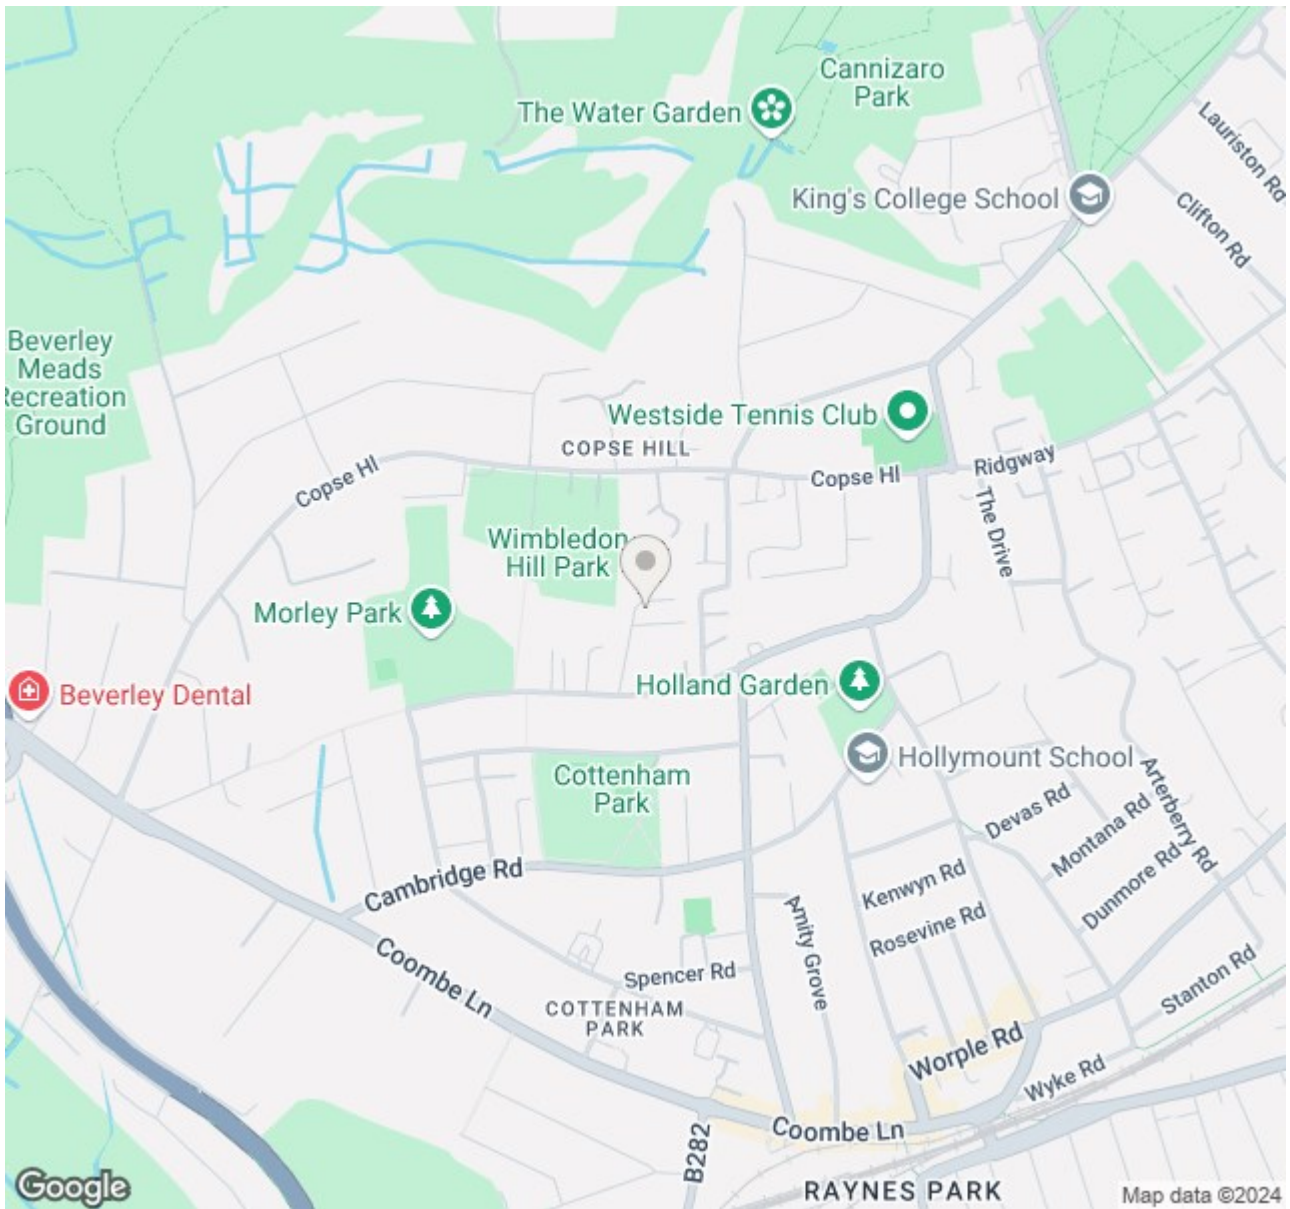 Cannizaro
Park
The Water Garden
Lauriston Rd
King's College School
Clifton Rd
Beverley
Meads
Recreation
Ground
Westside Tennis Club
COPSE HILL
Copse Hl
Copse Hl
Ridgway
The Drive
Wimbledon
Hill Park
Morley Park
Beverley Dental
Holland Garden
Hollymount School
Cottenham
Park
Arterberry Rd
Devas Rd
Montana Rd
Dunmore Rd
Cambridge Rd
Kenwyn Rd
Amity Grove
Rosevine Rd
Coombe Ln
Spencer Rd
Stanton Rd
COTTENHAM
PARK
Worple Rd
Wyke Rd
Coombe Ln
B282
RAYNES PARK
Google
Map data ©2024